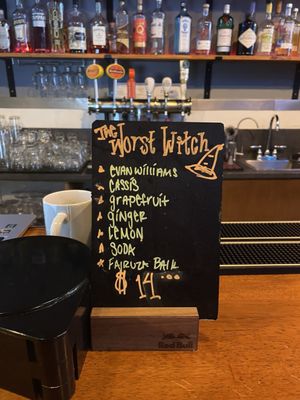 The Worst Witch
EVAN WILLIAMS
CASSIS
grapefruit
ginger
LEMON
SODA
FAIRUZA BALK
$14...
Red Bull